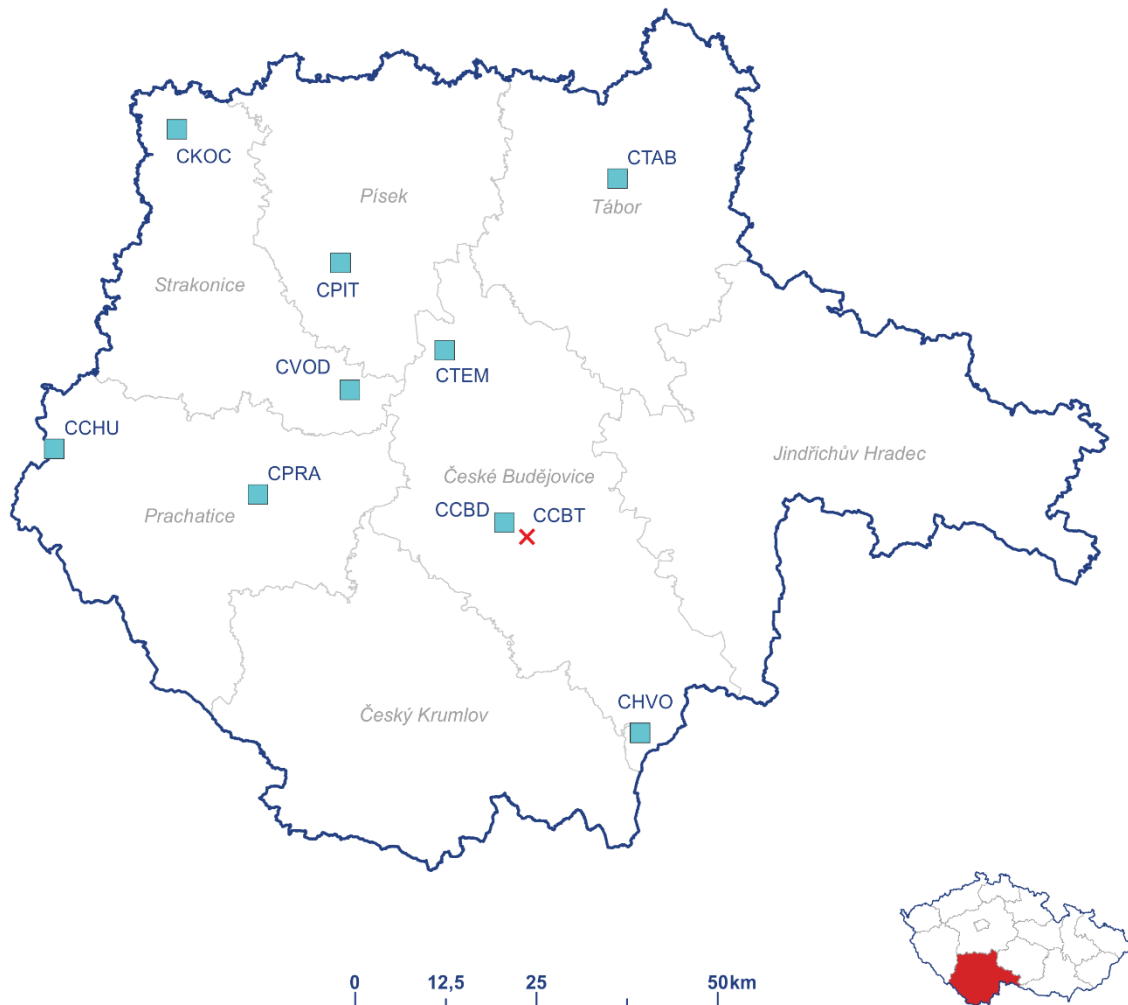 CKOC
CTAB
Písek
Tábor
Strakonice
CPIT
CVOD
CTEM
CCHU
Jindřichův Hradec
CPRA
České Budějovice
Prachatice
CCBD
CCBT
CHVO
Český Krumlov
0 12,5 25 50km